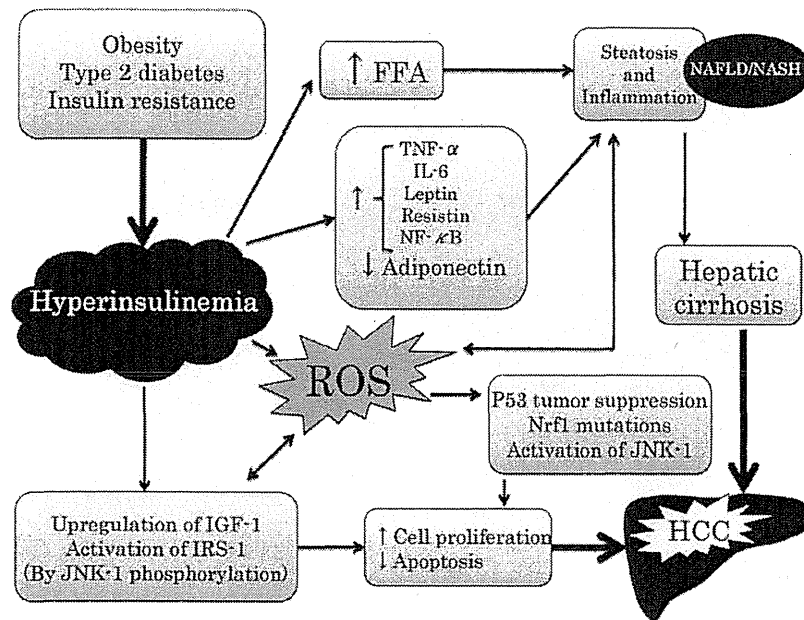 Obesity
Type 2 diabetes
Insulin resistance
↑ FFA
Steatosis
and
Inflammation
NAFLD/NASH
TNF-α
IL-6
↑ Leptin
Resistin
NF-κB
↓ Adiponectin
Hyperinsulinemia
Hepatic
cirrhosis
ROS
P53 tumor suppression
Nrf1 mutations
Activation of JNK-1
Upregulation of IGF-1
Activation of IRS-1
(By JNK-1 phosphorylation)
↑ Cell proliferation
↓ Apoptosis
HCC